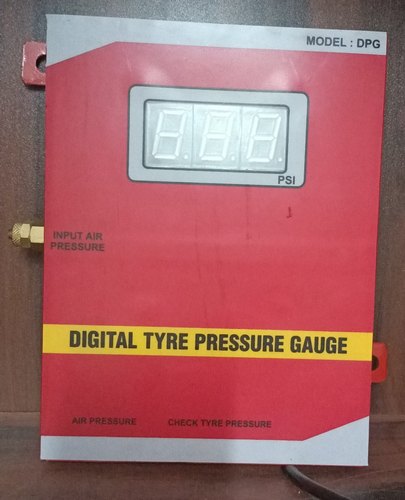 MODEL : DPG
PSI
INPUT AIR
PRESSURE
DIGITAL TYRE PRESSURE GAUGE
AIR PRESSURE CHECK TYRE PRESSURE